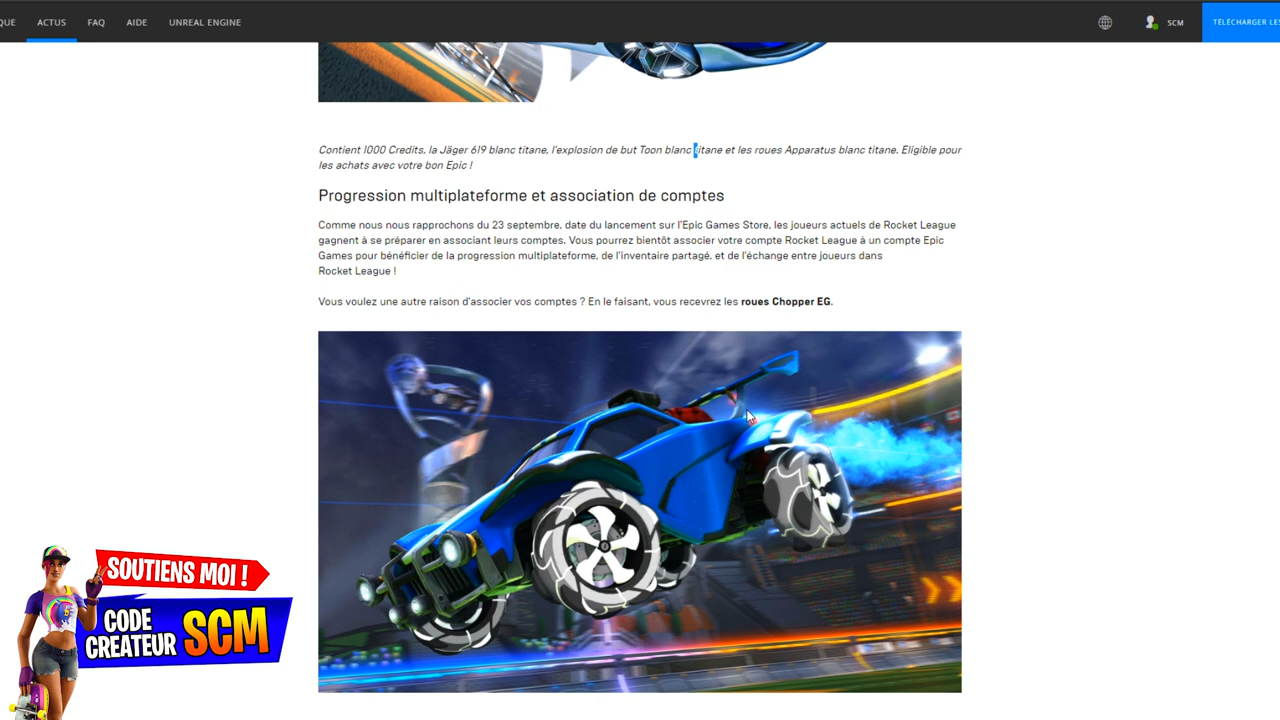 QUE ACTUS FAQ AIDE UNREAL ENGINE SCM TÉLÉCHARGER LES
Contient 1000 Credits, la Jäger 619 blanc titane, l'explosion de but Toon blanc titane et les roues Apparatus blanc titane. Eligible pour
les achats avec votre bon Epic !
Progression multiplateforme et association de comptes
Comme nous nous rapprochons du 23 septembre, date du lancement sur l'Epic Games Store, les joueurs actuels de Rocket League
gagnent à se préparer en associant leurs comptes. Vous pourrez bientôt associer votre compte Rocket League à un compte Epic
Games pour bénéficier de la progression multiplateforme, de l'inventaire partagé, et de l'échange entre joueurs dans
Rocket League !
Vous voulez une autre raison d'associer vos comptes ? En le faisant, vous recevrez les roues Chopper EG.
SOUTIENS MOI !
CODE
CRÉATEUR SCM